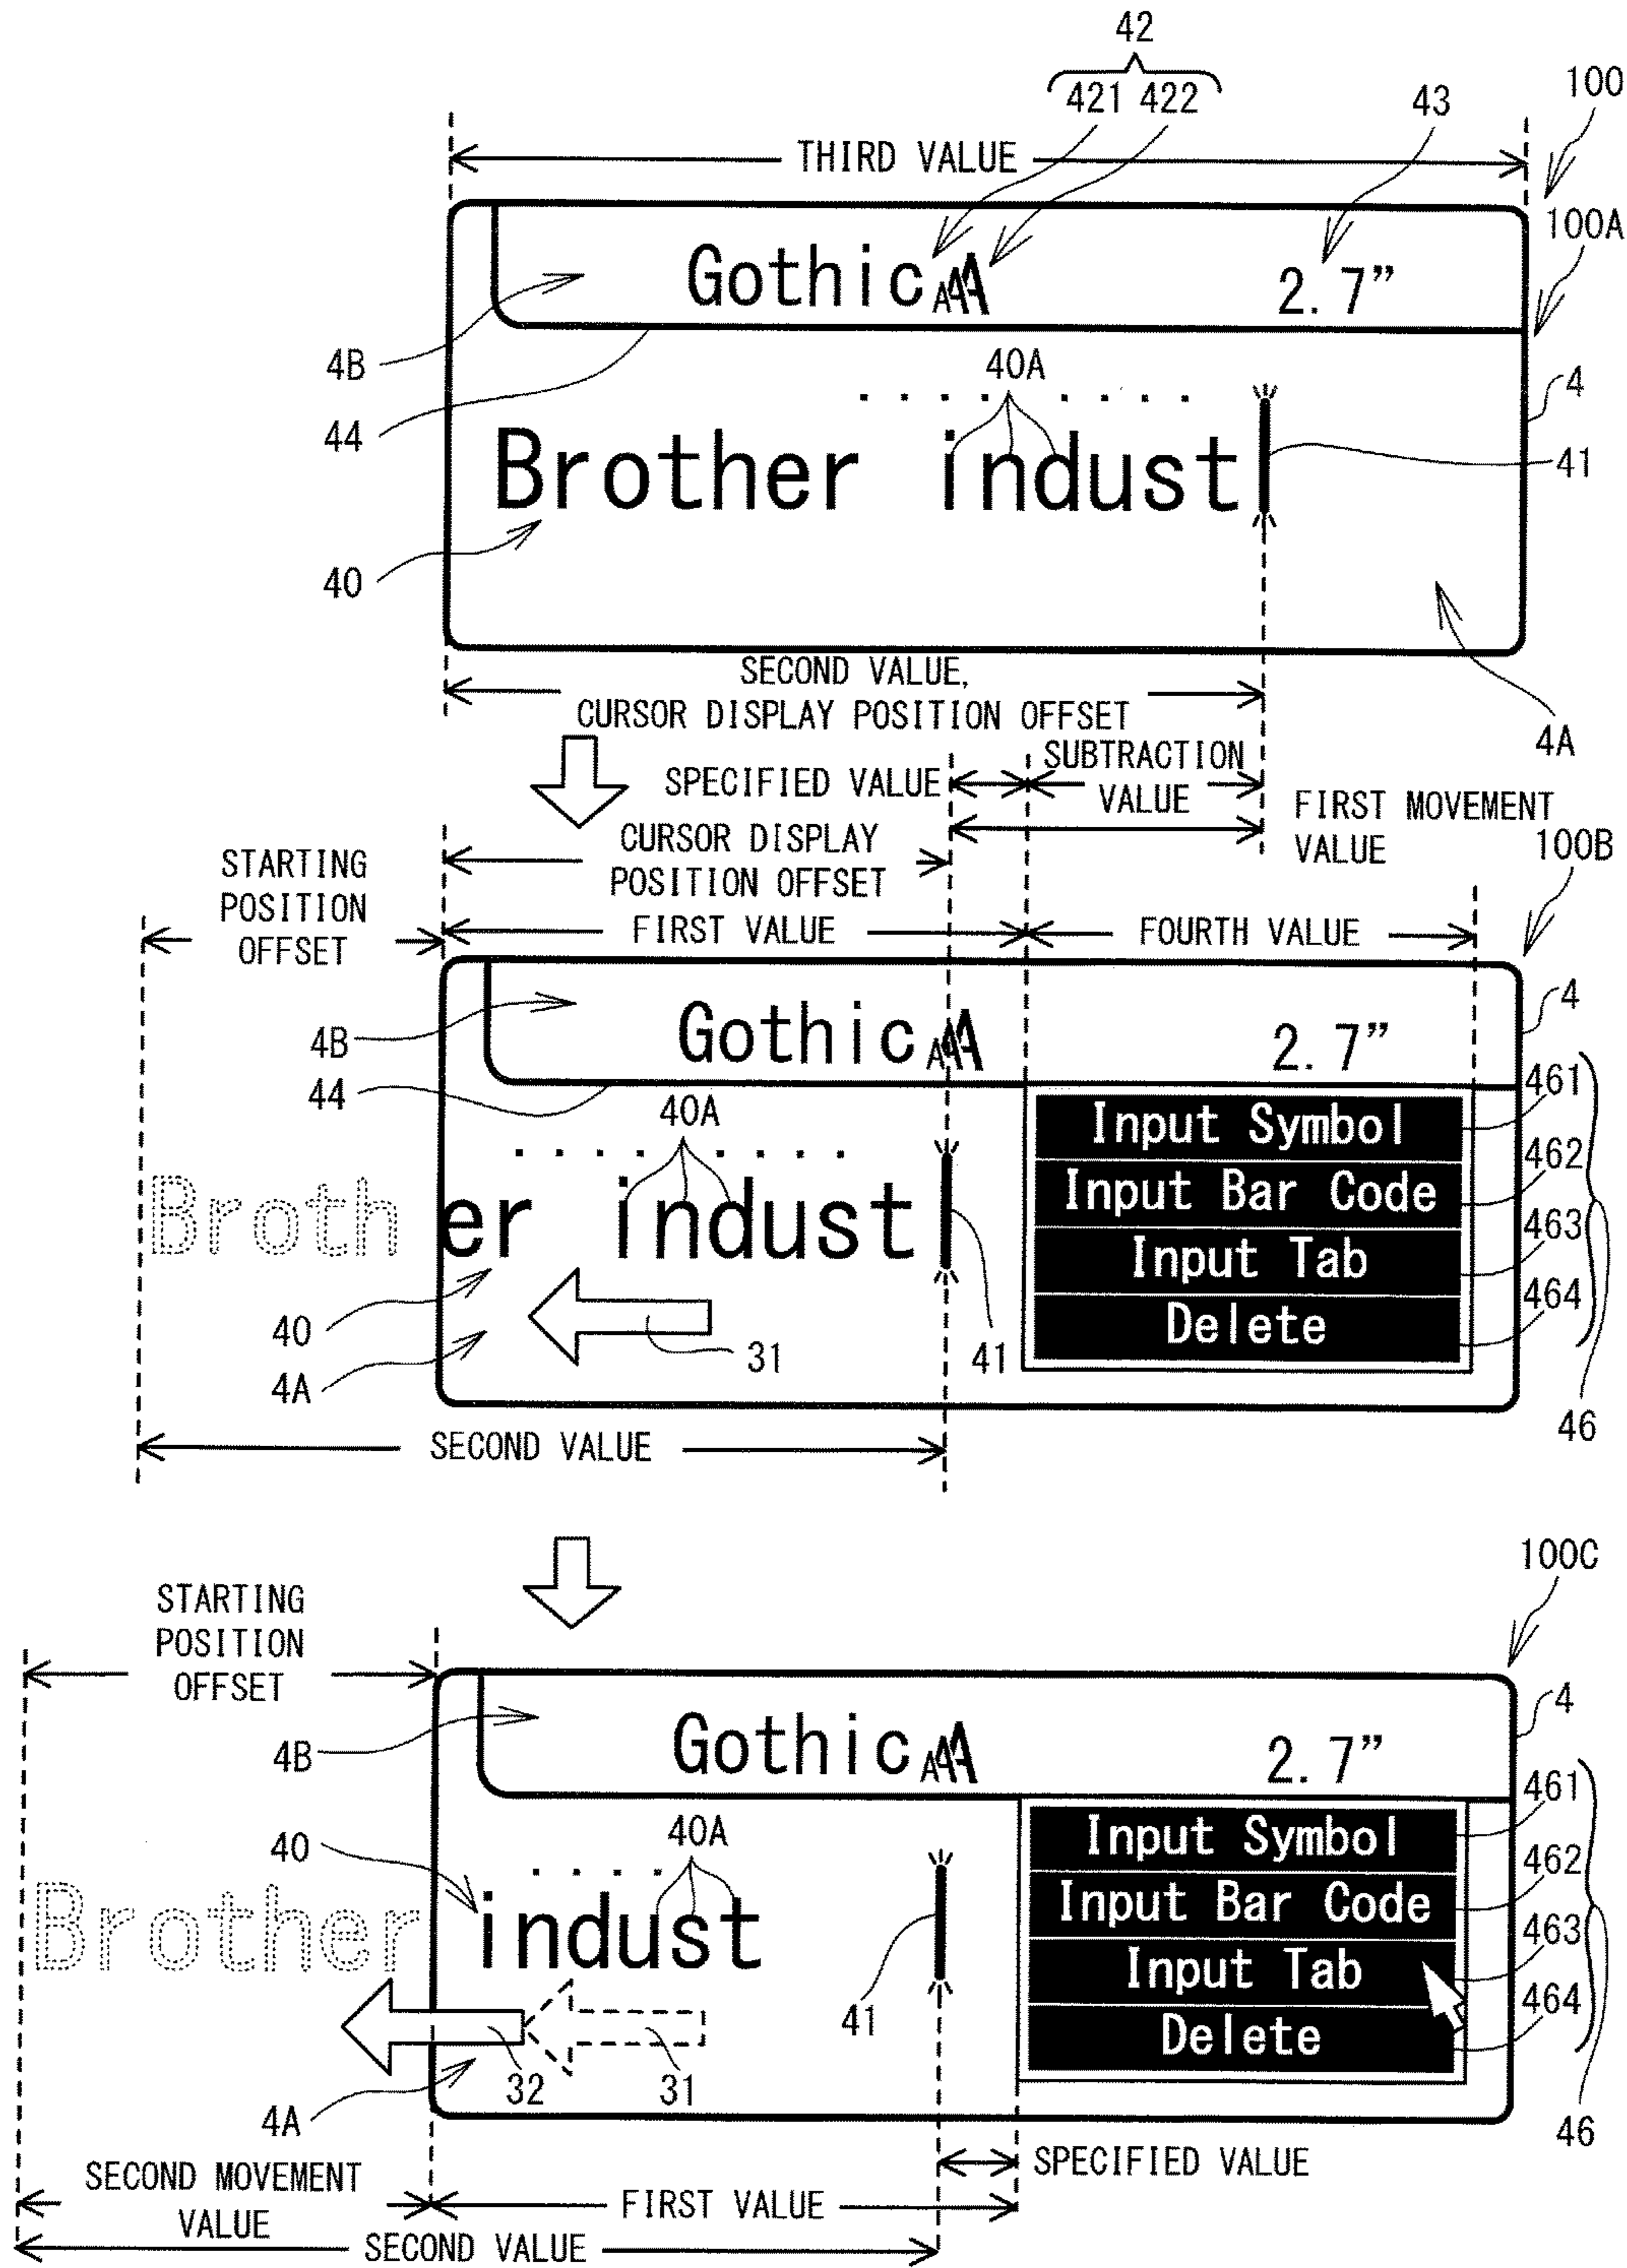 42
421 422
43
100
THIRD VALUE
100A
Gothic AAA
2.7”
4B
44
40A
4
Brother indust
41
40
4A
SECOND VALUE,
CURSOR DISPLAY POSITION OFFSET
SPECIFIED VALUE
SUBTRACTION
VALUE
FIRST MOVEMENT
VALUE
100B
STARTING
POSITION
OFFSET
CURSOR DISPLAY
POSITION OFFSET
FIRST VALUE
FOURTH VALUE
4
Gothic AAA
2.7”
4B
44
40A
461
Input Symbol
462
Input Bar Code
463
Input Tab
464
Delete
46
Brother indust
40
31
41
4A
SECOND VALUE
100C
STARTING
POSITION
OFFSET
4
Gothic AAA
2.7”
4B
40
40A
461
Input Symbol
462
Input Bar Code
463
Input Tab
464
Delete
46
Brother indust
41
32
31
4A
SPECIFIED VALUE
SECOND MOVEMENT
VALUE
FIRST VALUE
SECOND VALUE